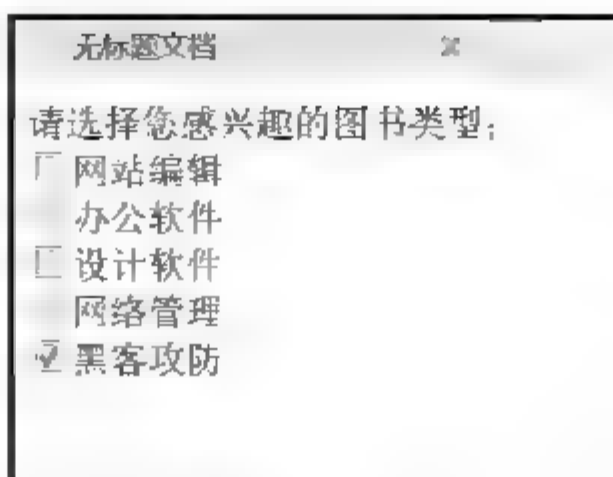 无标题文档
请选择您感兴趣的图书类型：
网站编辑
办公软件
设计软件
网络管理
黑客攻防